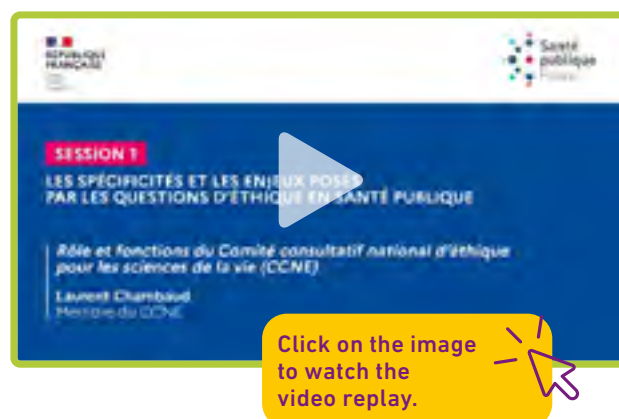 RÉPUBLIQUE
FRANÇAISE
Santé
publique
France
SESSION 1
LES SPÉCIFICITÉS ET LES ENJEUX POSÉS
PAR LES QUESTIONS D'ÉTHIQUE EN SANTÉ PUBLIQUE
Rôle et fonctions du Comité consultatif national d'éthique
pour les sciences de la vie (CCNE)
Laurent Chambaud
Membre du CCNE
Click on the image
to watch the
video replay.